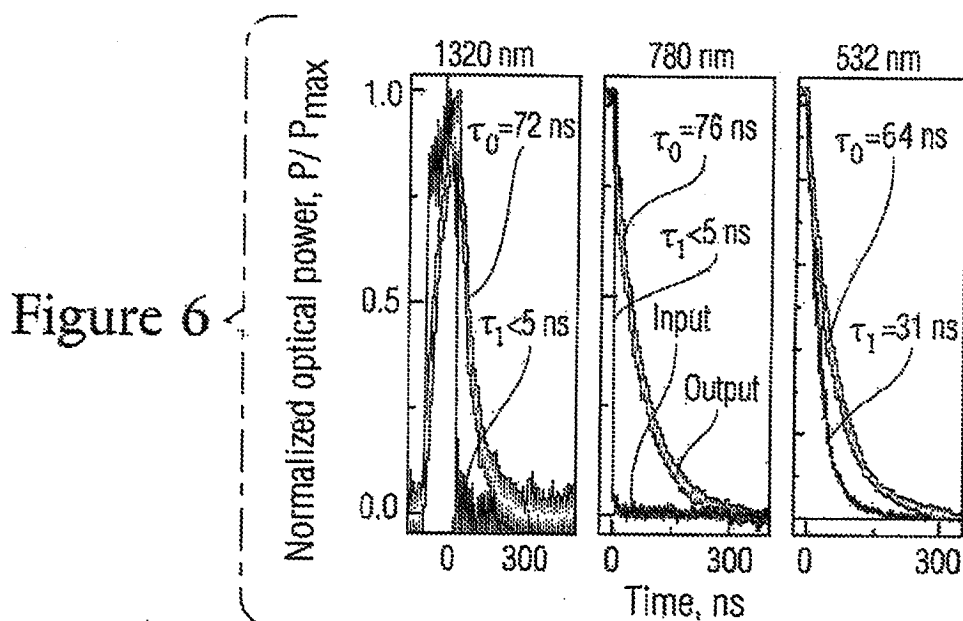 Figure 6
Normalized optical power, P/ Pmax
1320 nm
780 nm
532 nm
1.0
0.5
0.0
τ0=72 ns
τ1<5 ns
τ0=76 ns
τ1<5 ns
Input
Output
τ0=64 ns
τ1=31 ns
0 300
0 300
0 300
Time, ns